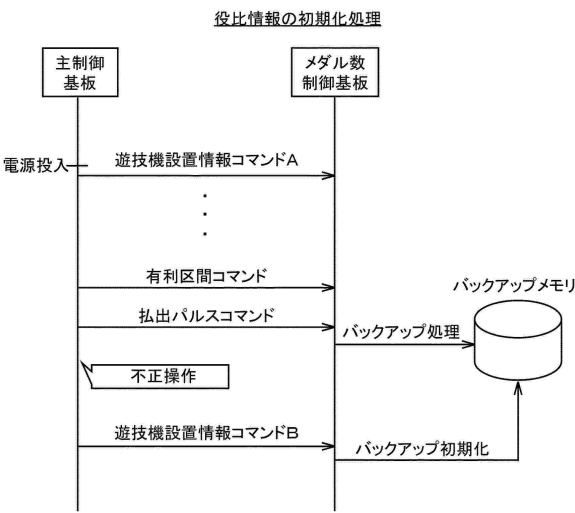 役比情報の初期化処理
主制御
基板
メダル数
制御基板
電源投入
遊技機設置情報コマンドA
有利区間コマンド
払出パルスコマンド
バックアップメモリ
バックアップ処理
不正操作
遊技機設置情報コマンドB
バックアップ初期化